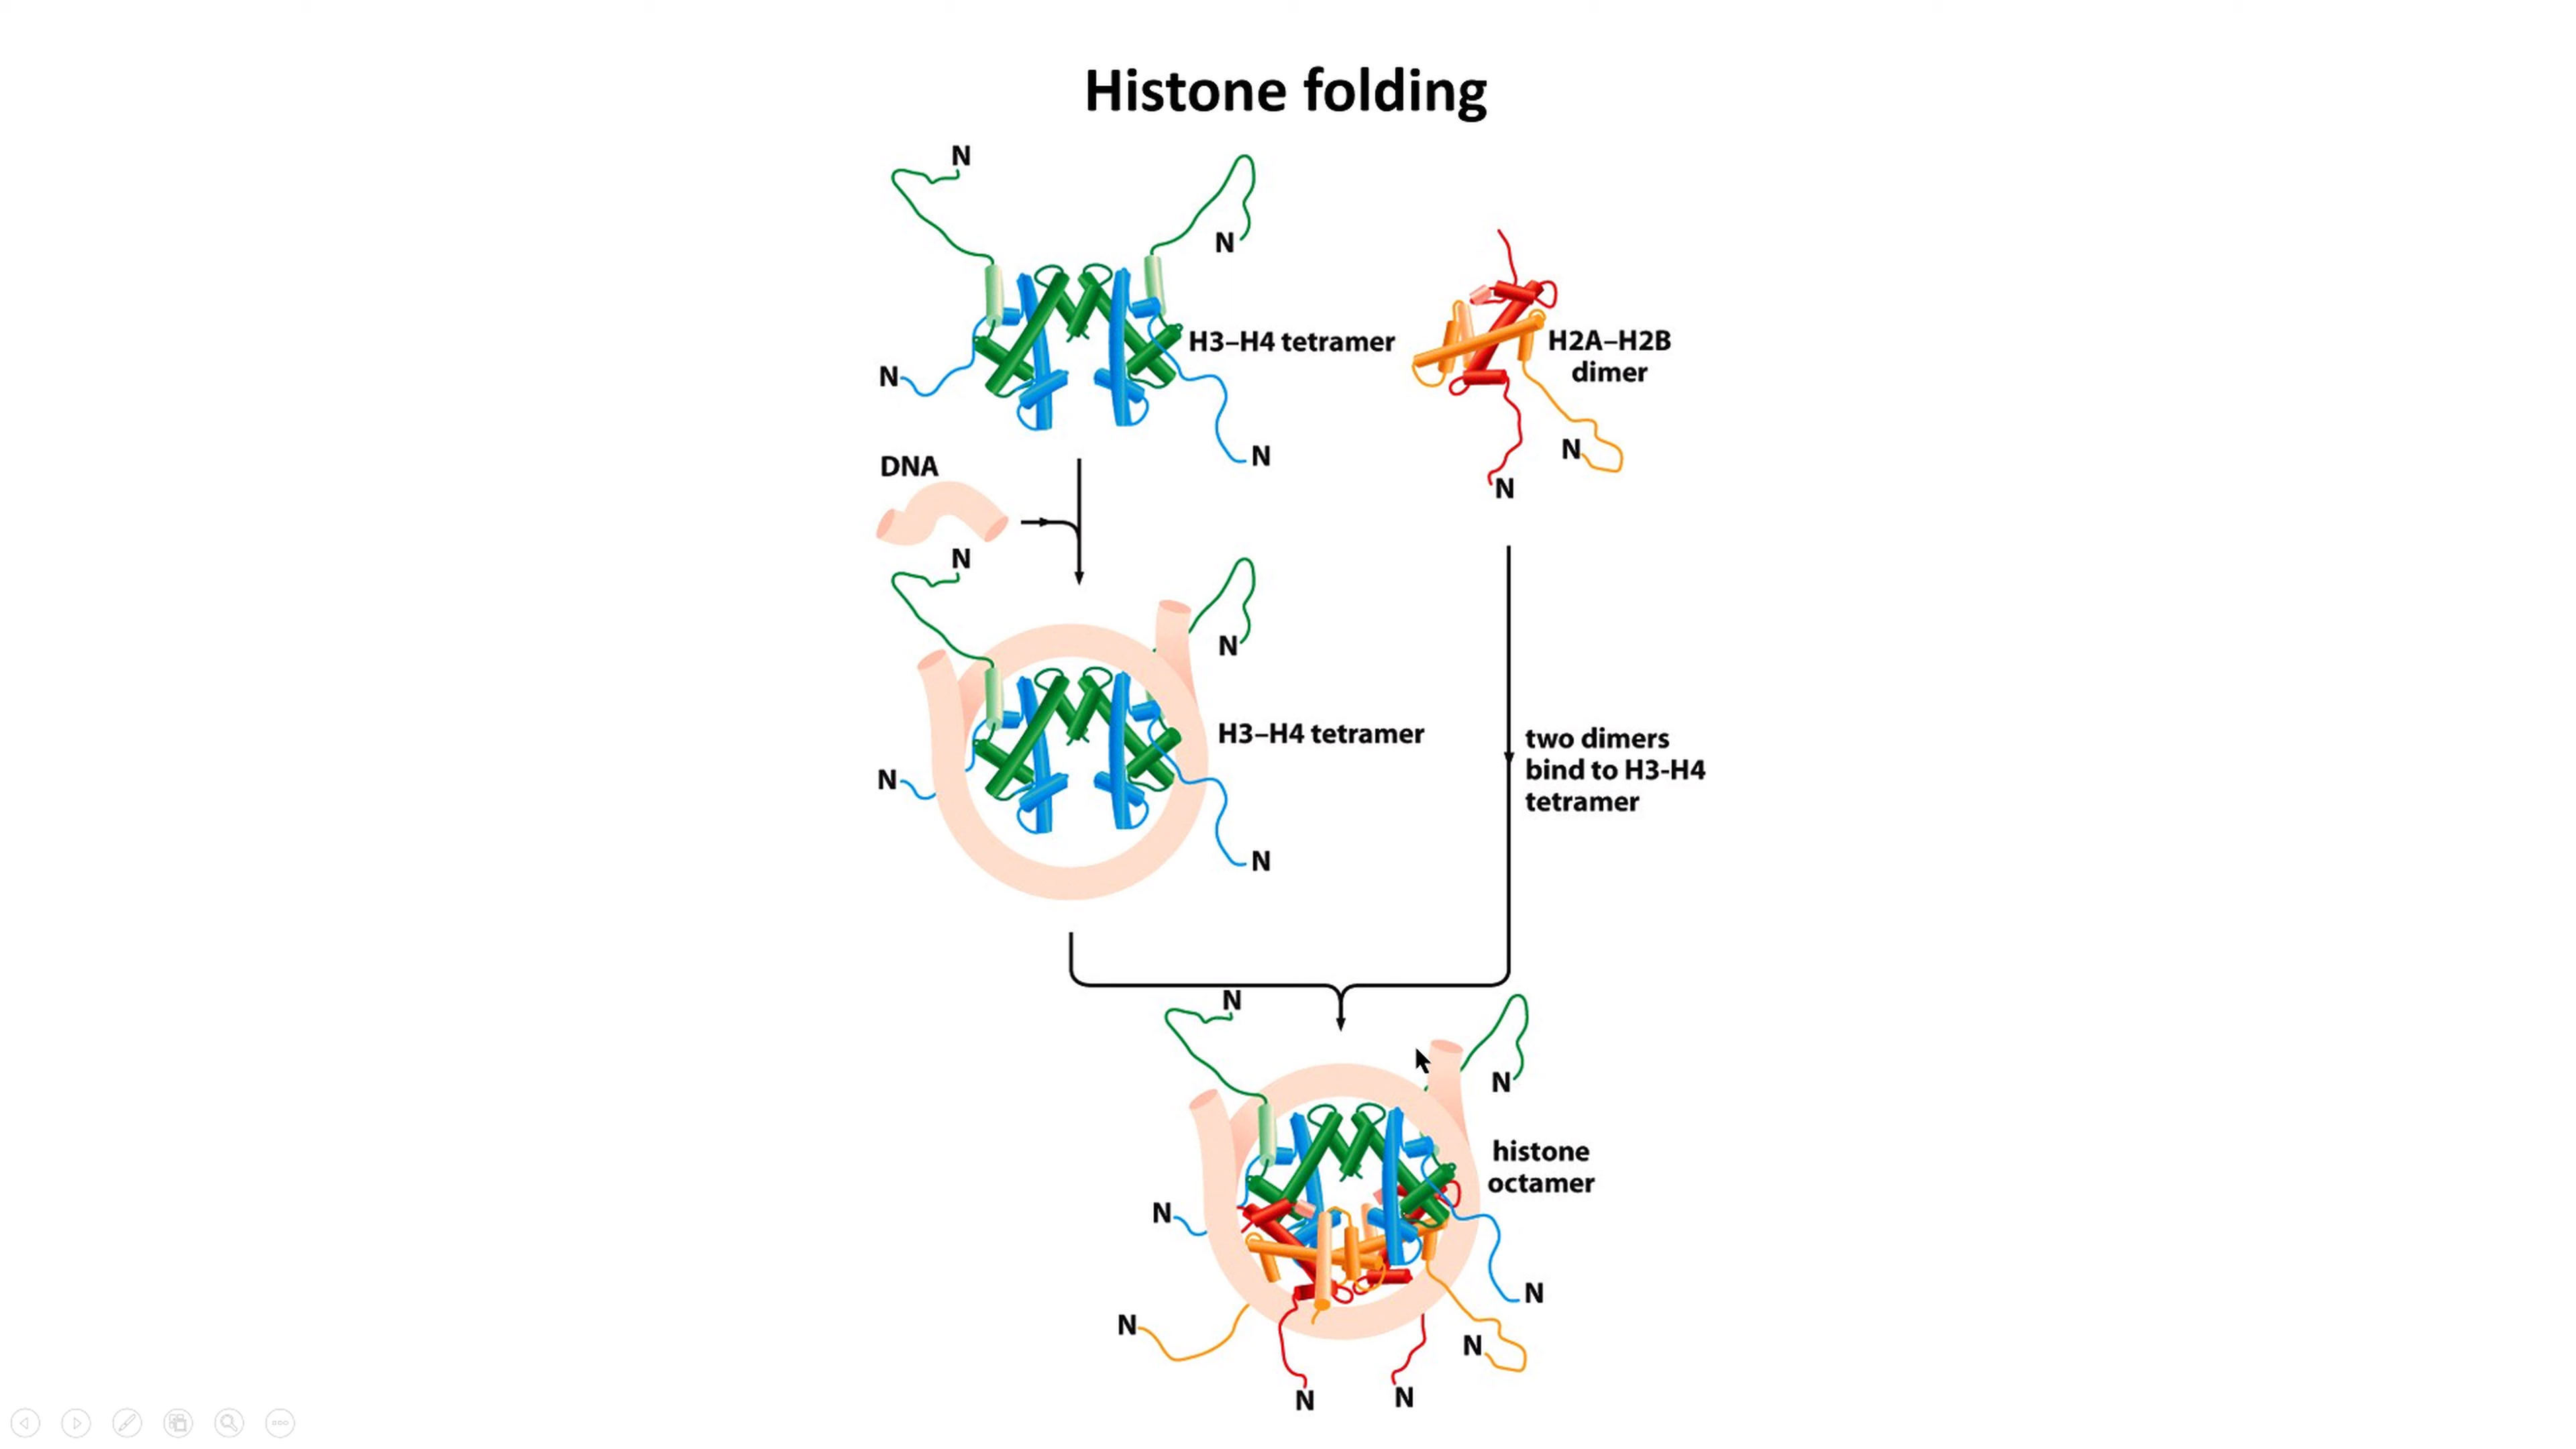 Histone folding
N
N
H3–H4 tetramer
H2A–H2B
dimer
N
N
N
N
DNA
N
N
H3–H4 tetramer
two dimers
bind to H3-H4
tetramer
N
N
N
N
histone
octamer
N
N
N
N
N
N